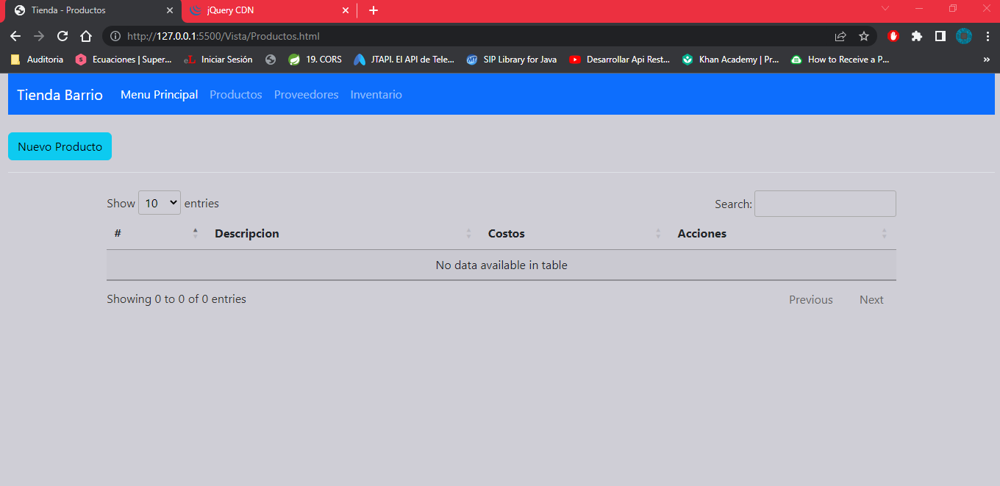 Tienda - Productos
jQuery CDN
http://127.0.0.1:5500/Vista/Productos.html
Auditoria Ecuaciones | Super... Iniciar Sesión 19. CORS JTAPI. El API de Tele... SIP Library for Java Desarrollar Api Rest... Khan Academy | Pr... How to Receive a P... »
Tienda Barrio Menu Principal Productos Proveedores Inventario
Nuevo Producto
Show 10 entries Search:
# Descripcion Costos Acciones
No data available in table
Showing 0 to 0 of 0 entries Previous Next